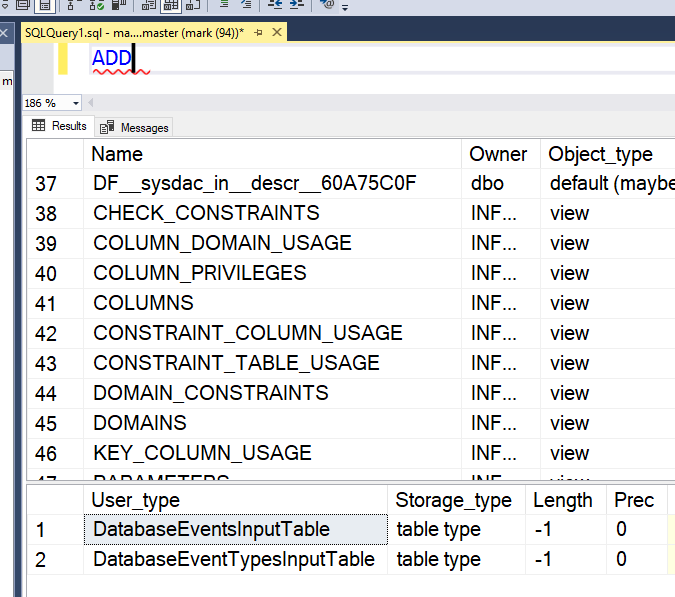 SQLQuery1.sql - ma....master (mark (94))*
ADD
m
186 %
Results Messages
Name Owner Object_type
37 DF__sysdac_in__descr__60A75C0F dbo default (maybe
38 CHECK_CONSTRAINTS INF... view
39 COLUMN_DOMAIN_USAGE INF... view
40 COLUMN_PRIVILEGES INF... view
41 COLUMNS INF... view
42 CONSTRAINT_COLUMN_USAGE INF... view
43 CONSTRAINT_TABLE_USAGE INF... view
44 DOMAIN_CONSTRAINTS INF... view
45 DOMAINS INF... view
46 KEY_COLUMN_USAGE INF... view
47 PARAMETERS INF... view
User_type Storage_type Length Prec
1 DatabaseEventsInputTable table type -1 0
2 DatabaseEventTypesInputTable table type -1 0